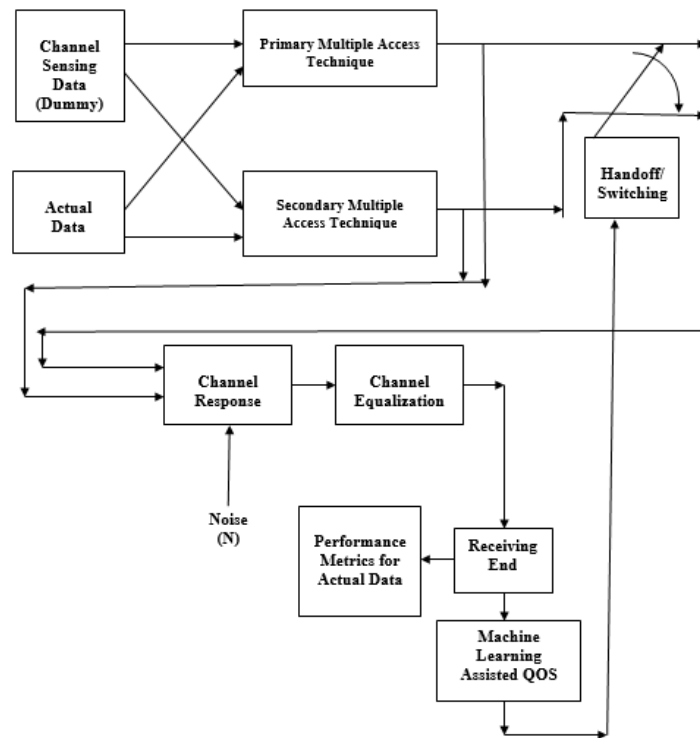 Channel
Sensing
Data
(Dummy)
Primary Multiple Access
Technique
Actual
Data
Secondary Multiple
Access Technique
Handoff/
Switching
Channel
Response
Channel
Equalization
Noise
(N)
Performance
Metrics for
Actual Data
Receiving
End
Machine
Learning
Assisted QOS